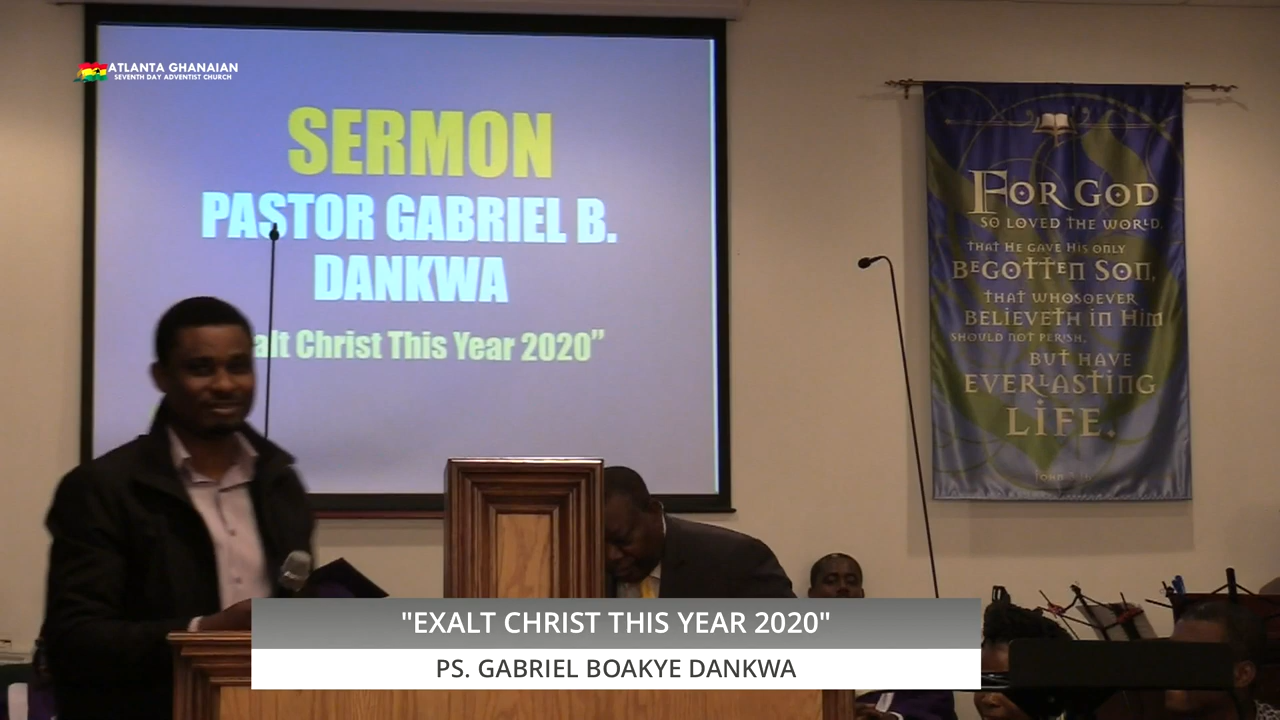 ATLANTA GHANAIAN
SEVENTH DAY ADVENTIST CHURCH
SERMON
PASTOR GABRIEL B.
DANKWA
alt Christ This Year 2020”
FOR GOD
SO LOVED THE WORLD,
THAT HE GAVE HIS ONLY
BEGOTTEN SON,
THAT WHOSOEVER
BELIEVETH IN HIM
SHOULD NOT PERISH,
BUT HAVE
EVERLASTING
LIFE.
"EXALT CHRIST THIS YEAR 2020"
PS. GABRIEL BOAKYE DANKWA